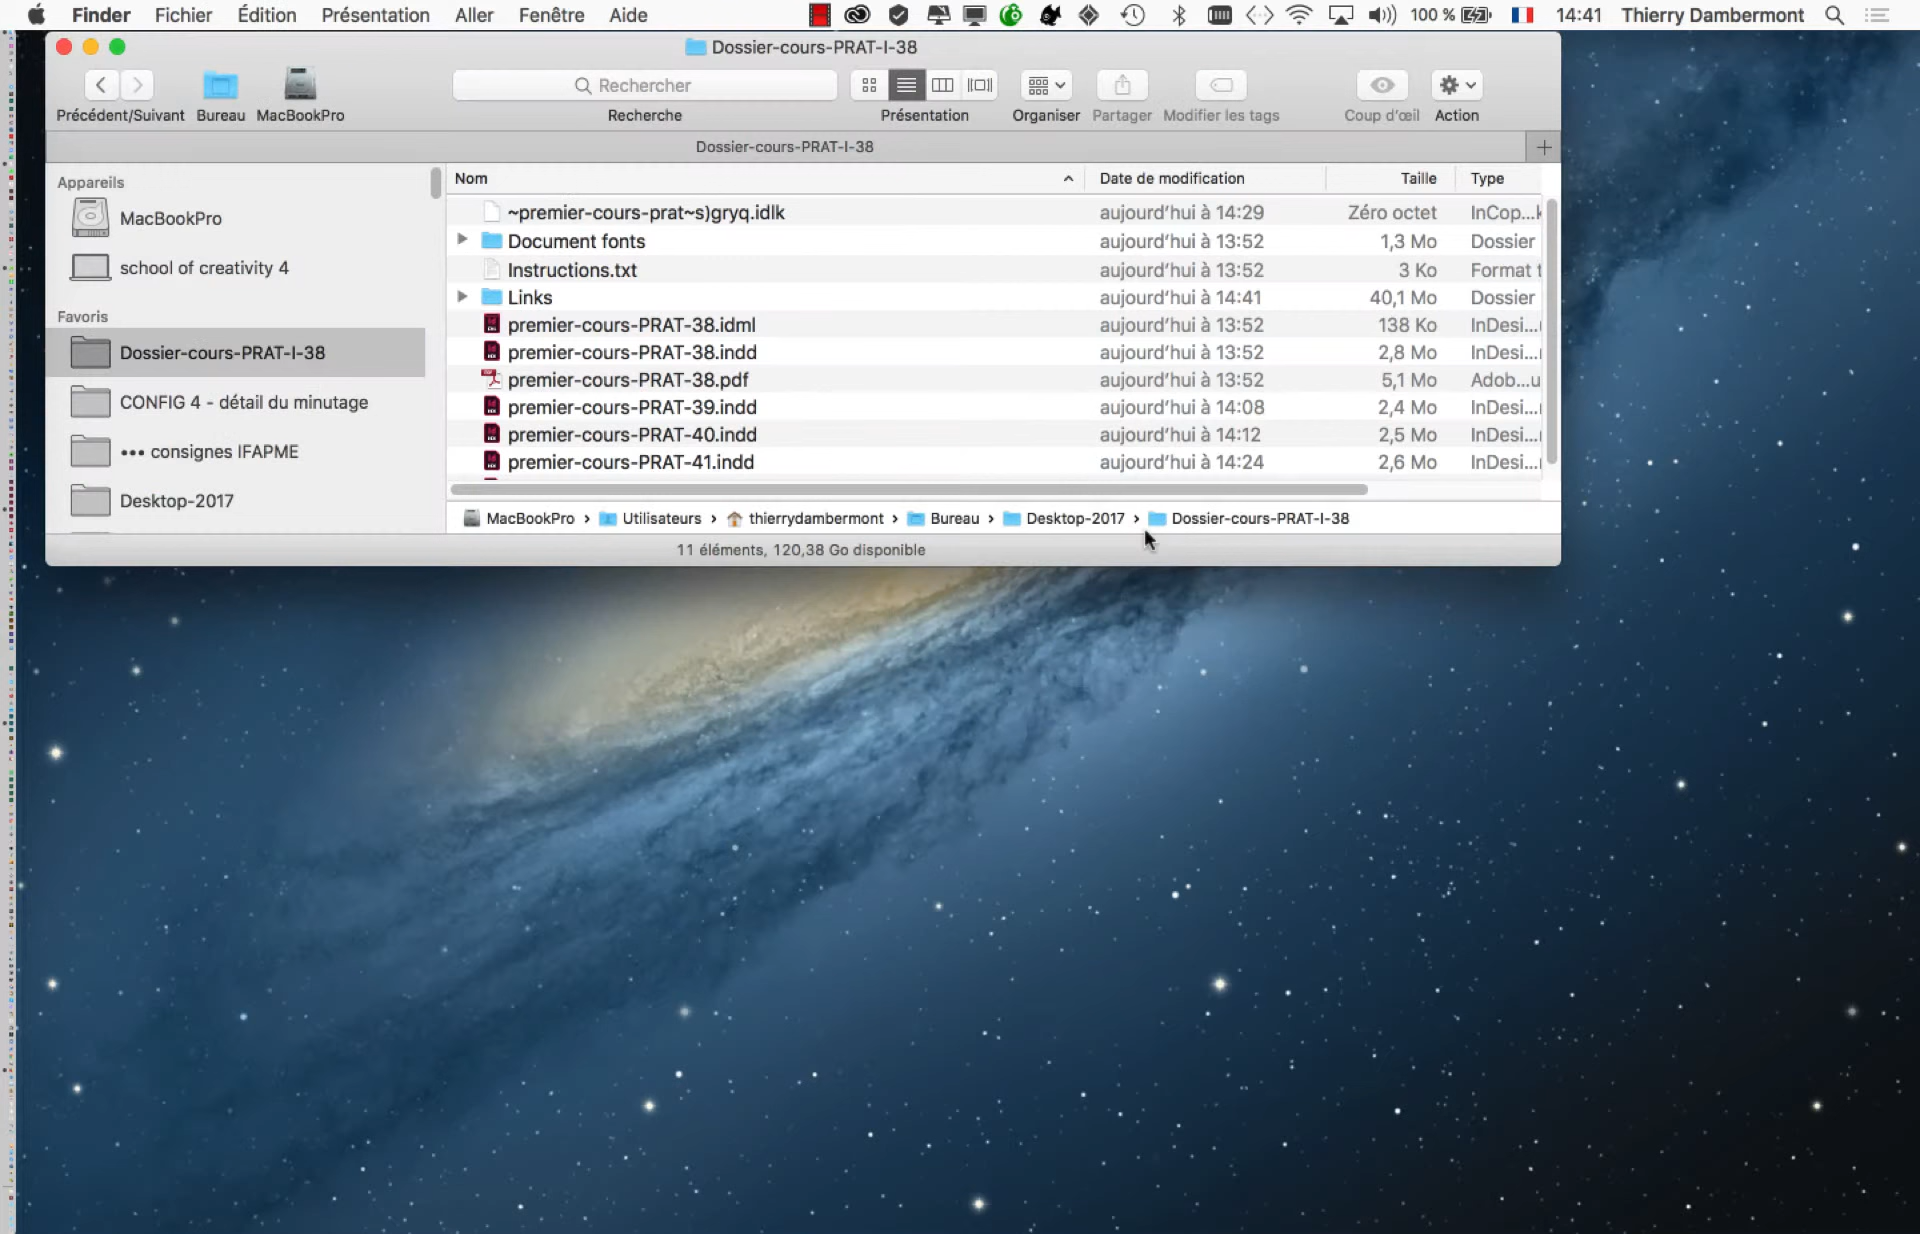 Finder Fichier Édition Présentation Aller Fenêtre Aide 100 % 14:41 Thierry Dambermont
Dossier-cours-PRAT-I-38
Rechercher
Précédent/Suivant Bureau MacBookPro Recherche Présentation Organiser Partager Modifier les tags Coup d'œil Action
Dossier-cours-PRAT-I-38
Appareils
MacBookPro
school of creativity 4
Favoris
Dossier-cours-PRAT-I-38
CONFIG 4 - détail du minutage
••• consignes IFAPME
Desktop-2017
Nom Date de modification Taille Type
~premier-cours-prat~s)gryq.idlk aujourd'hui à 14:29 Zéro octet InCop...k
Document fonts aujourd'hui à 13:52 1,3 Mo Dossier
Instructions.txt aujourd'hui à 13:52 3 Ko Format t
Links aujourd'hui à 14:41 40,1 Mo Dossier
premier-cours-PRAT-38.idml aujourd'hui à 13:52 138 Ko InDesi...
premier-cours-PRAT-38.indd aujourd'hui à 13:52 2,8 Mo InDesi...
premier-cours-PRAT-38.pdf aujourd'hui à 13:52 5,1 Mo Adob...u
premier-cours-PRAT-39.indd aujourd'hui à 14:08 2,4 Mo InDesi...
premier-cours-PRAT-40.indd aujourd'hui à 14:12 2,5 Mo InDesi...
premier-cours-PRAT-41.indd aujourd'hui à 14:24 2,6 Mo InDesi...
MacBookPro › Utilisateurs › thierrydambermont › Bureau › Desktop-2017 › Dossier-cours-PRAT-I-38
11 éléments, 120,38 Go disponible